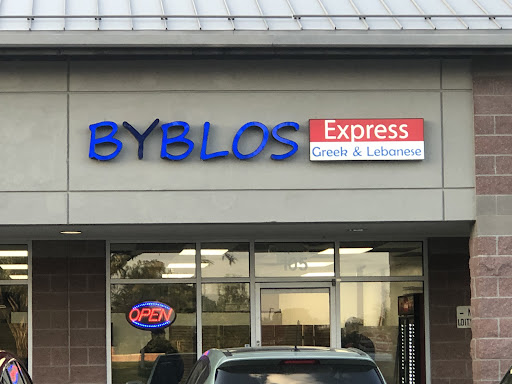 BYBLOS
Express
Greek & Lebanese
OPEN